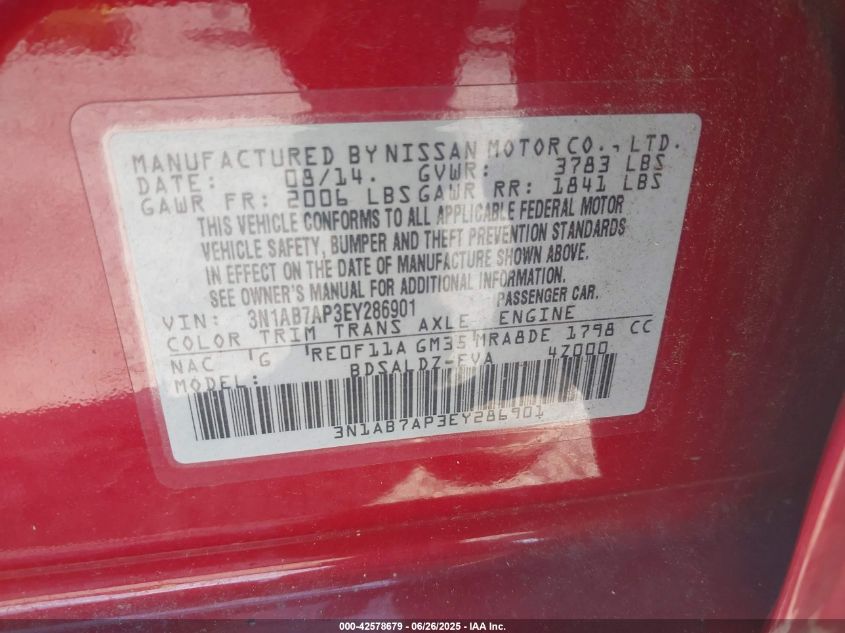 MANUFACTURED BY NISSAN MOTOR CO., LTD.
DATE: 08/14. GVWR: 3783 LBS
GAWR FR: 2006 LBS GAWR RR: 1841 LBS
THIS VEHICLE CONFORMS TO ALL APPLICABLE FEDERAL MOTOR
VEHICLE SAFETY, BUMPER AND THEFT PREVENTION STANDARDS
IN EFFECT ON THE DATE OF MANUFACTURE SHOWN ABOVE.
SEE OWNER'S MANUAL FOR ADDITIONAL INFORMATION.
VIN: 3N1AB7AP3EY286901 PASSENGER CAR.
COLOR TRIM TRANS AXLE ENGINE
NAC 'G 'RE0F11A GM35 'MRA8DE 1798 CC
MODEL: BDSALDZ-EVA 4Z000
3N1AB7AP3EY286901
000-42578679 | 06/26/2025 - IAA Inc.